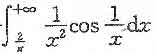 ∫_{2/π}^{+∞} 1/x² cos 1/x dx